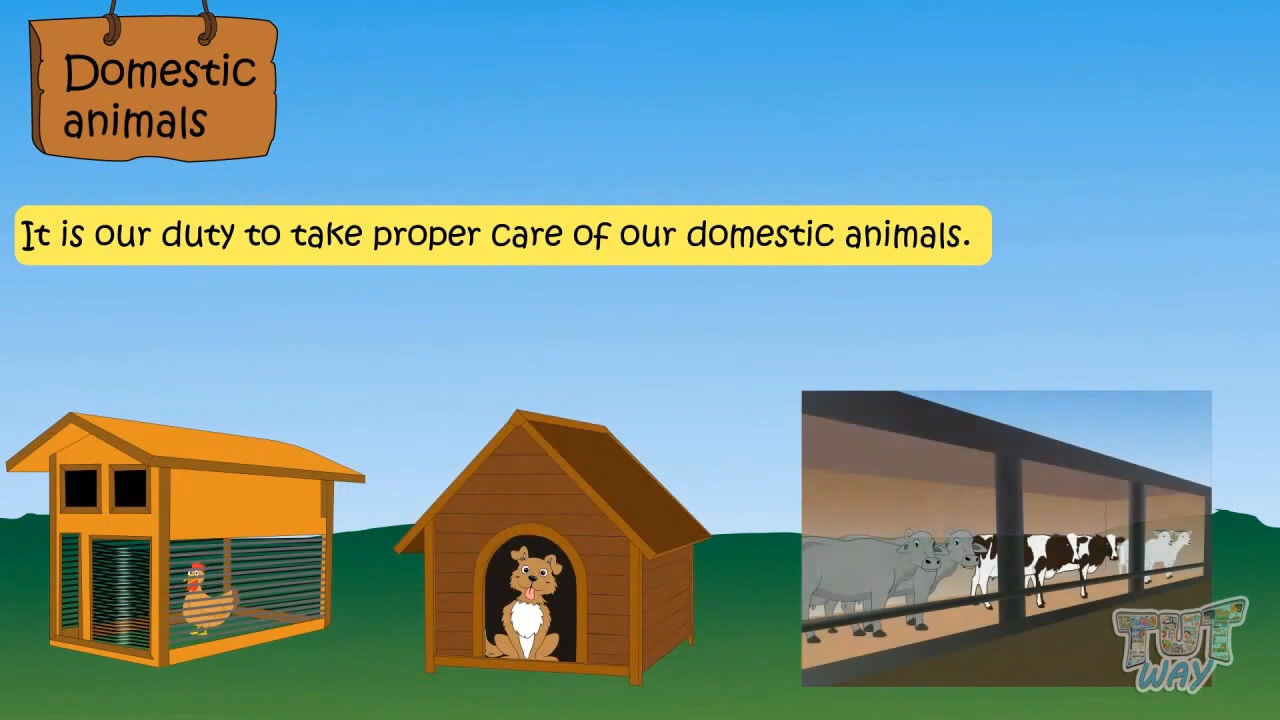 Domestic
animals
It is our duty to take proper care of our domestic animals.
TUT
WAY